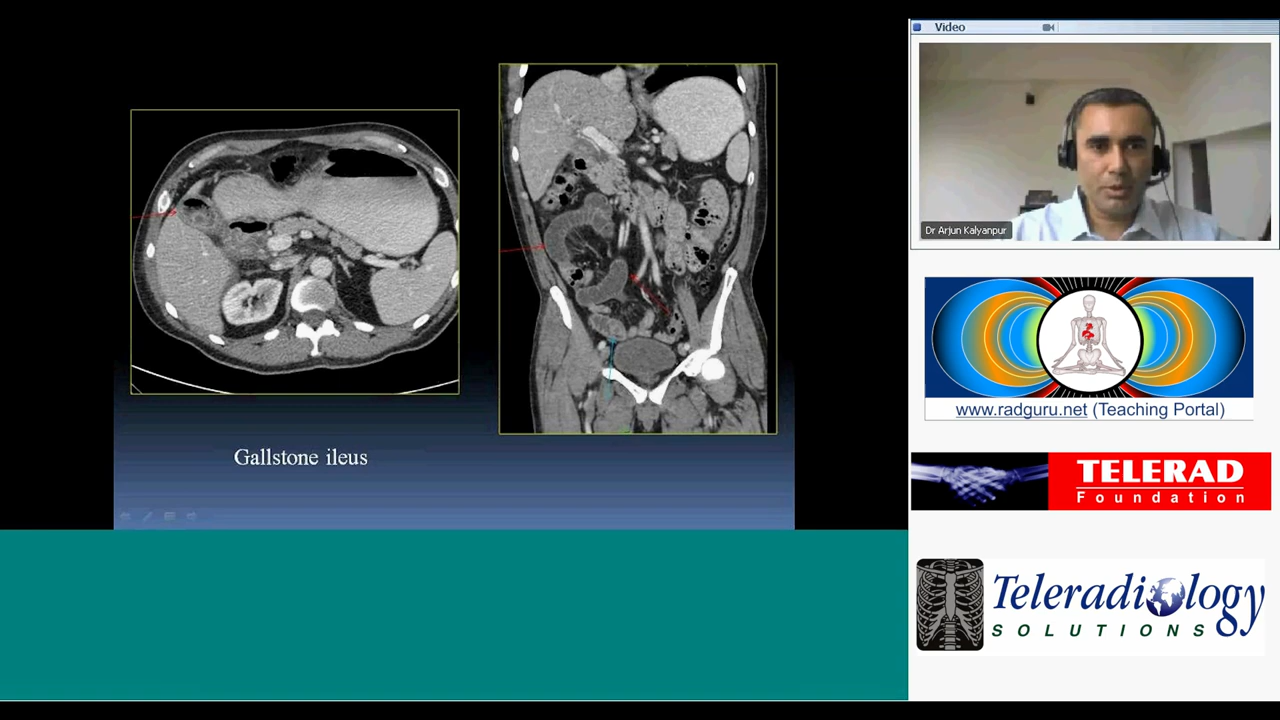 Gallstone ileus
Video
Dr Arjun Kalyanpur
www.radguru.net (Teaching Portal)
TELERAD
Foundation
Teleradiology
SOLUTIONS